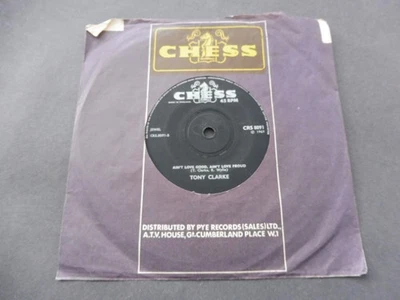 CHESS
CHESS
45 RPM
CRS 8091
AIN'T LOVE GOOD, AIN'T LOVE PROUD
TONY CLARKE
DISTRIBUTED BY PYE RECORDS (SALES) LTD.,
A.T.V. HOUSE, Gt. CUMBERLAND PLACE W.1